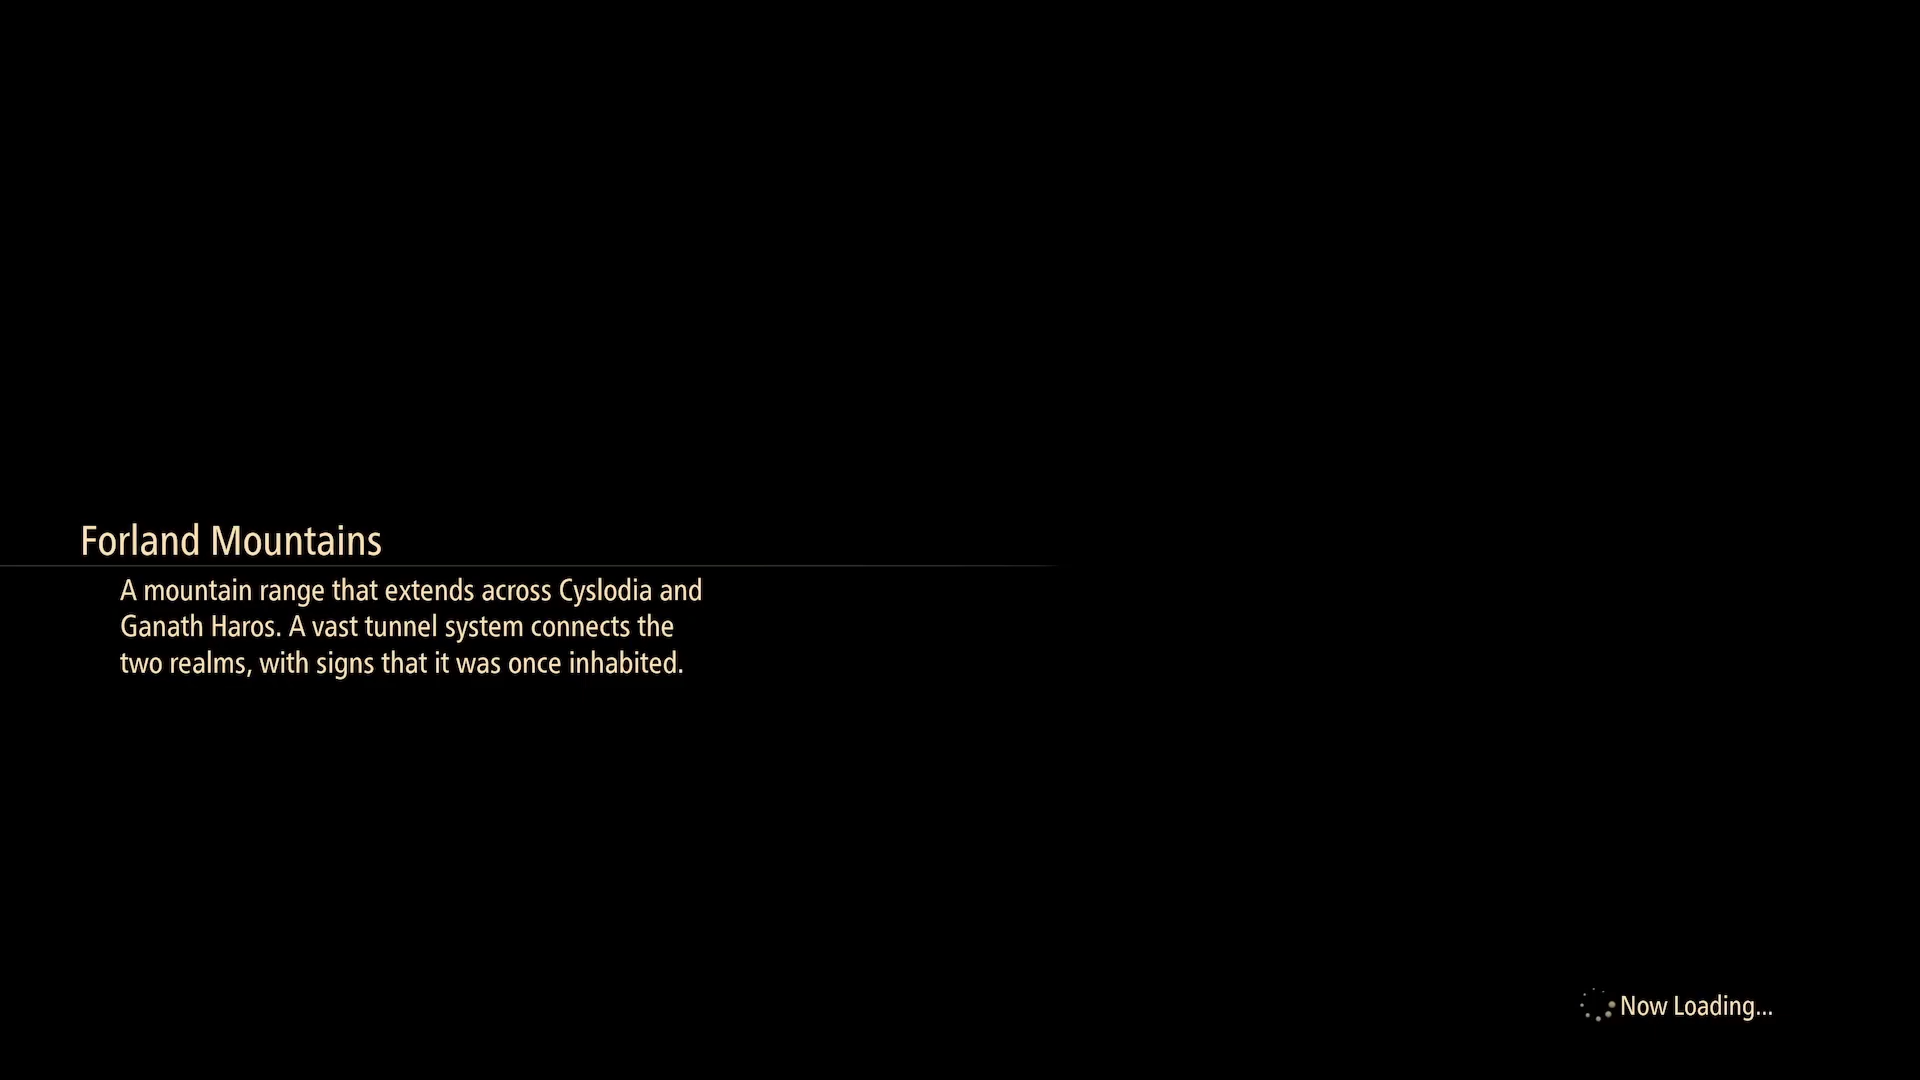 Forland Mountains
A mountain range that extends across Cyslodia and
Ganath Haros. A vast tunnel system connects the
two realms, with signs that it was once inhabited.
Now Loading...